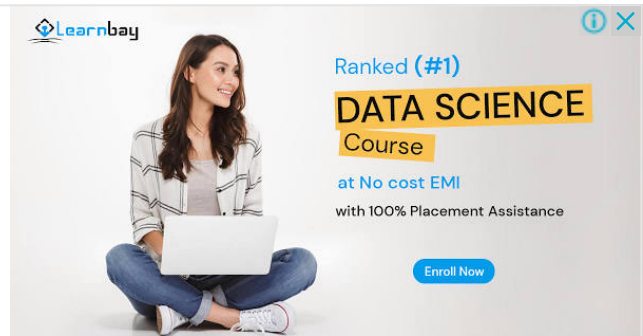 Learnbay
Ranked (#1)
DATA SCIENCE
Course
at No cost EMI
with 100% Placement Assistance
Enroll Now